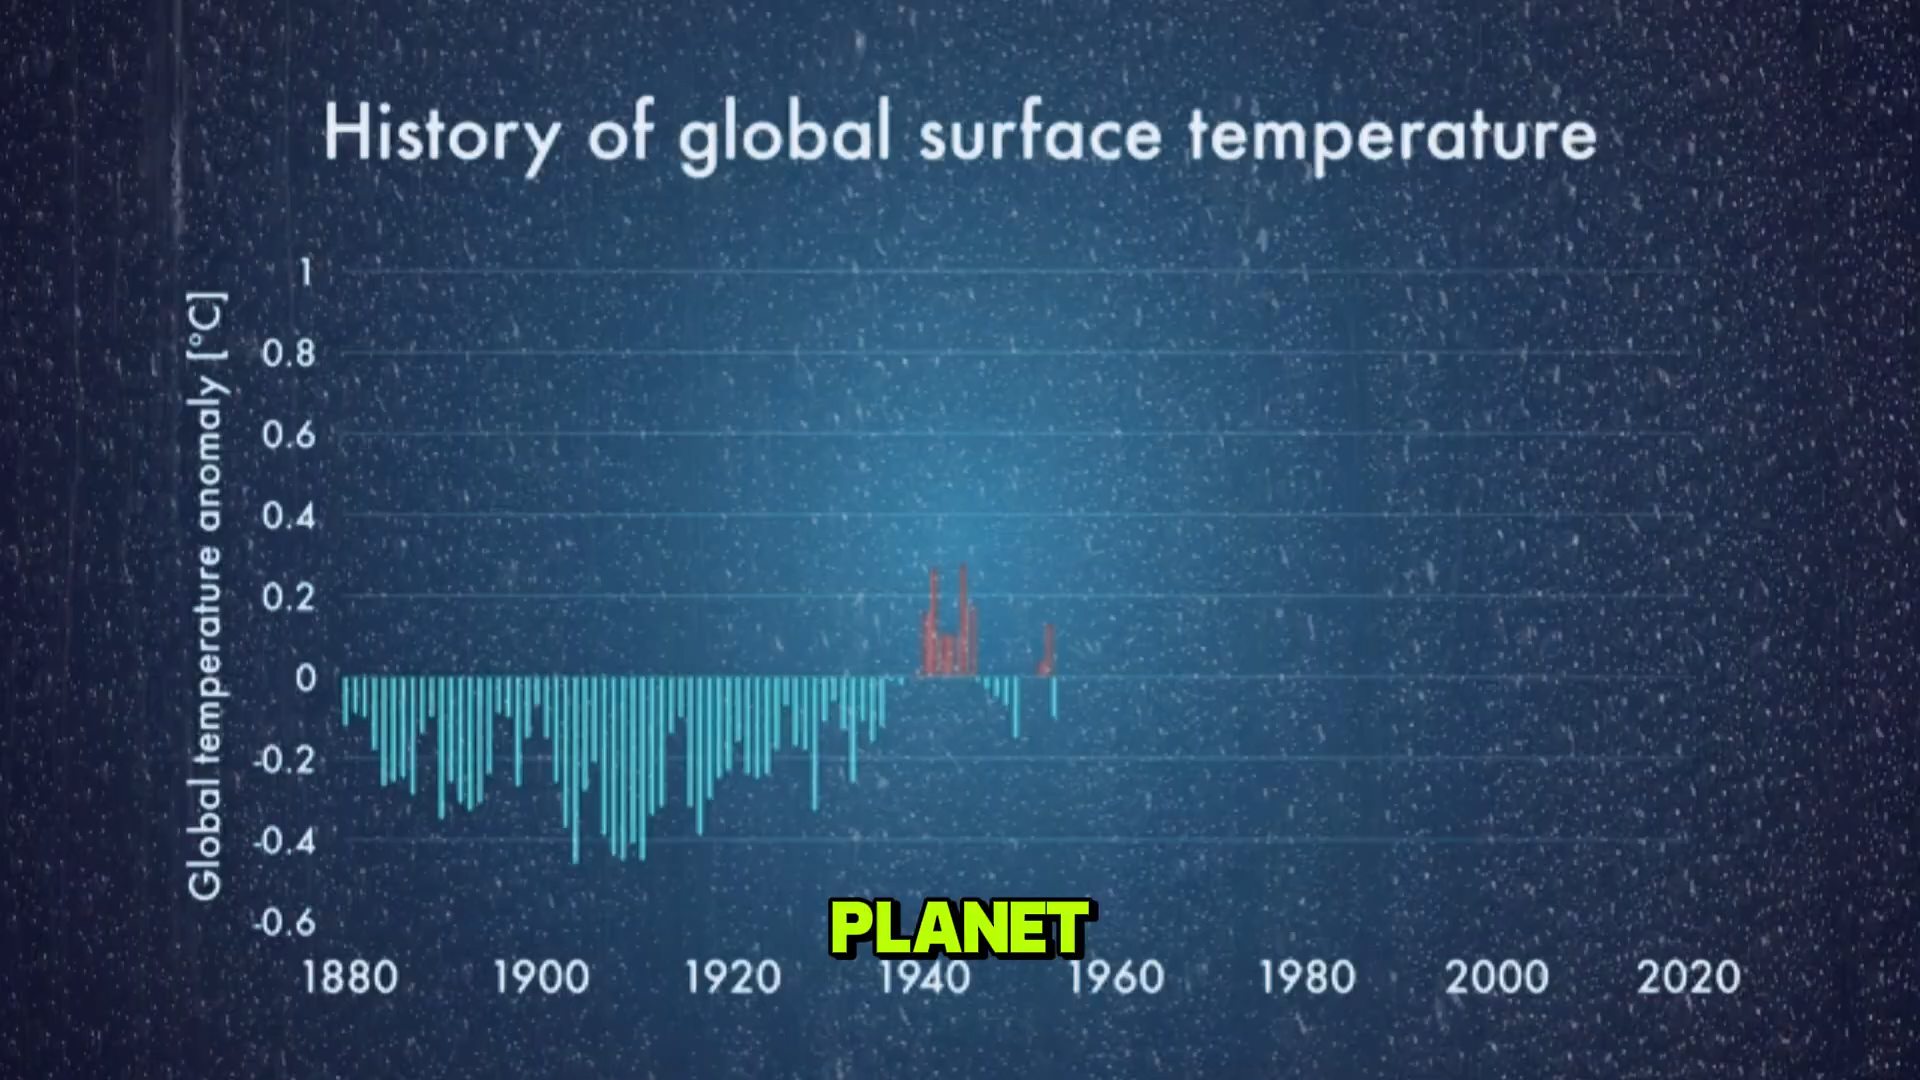 History of global surface temperature
Global temperature anomaly [°C]
1
0.8
0.6
0.4
0.2
0
-0.2
-0.4
-0.6
PLANET
1880 1900 1920 1940 1960 1980 2000 2020